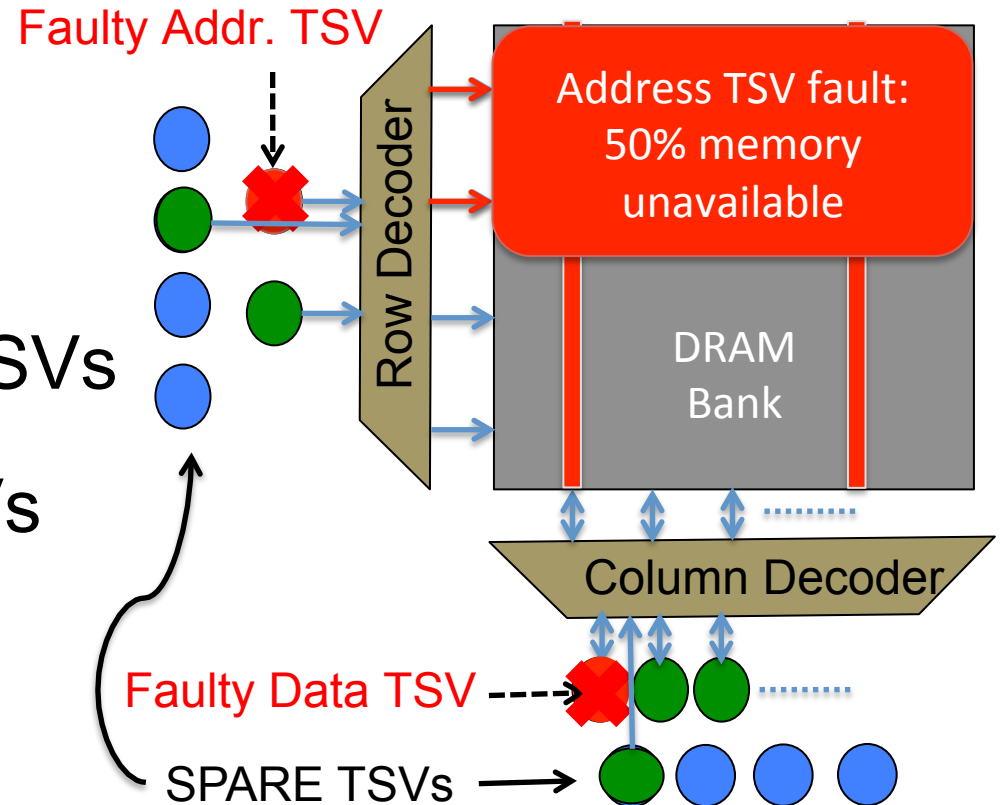 Faulty Addr. TSV
Row Decoder
Address TSV fault:
50% memory
unavailable
SVs
DRAM
Bank
s
Column Decoder
Faulty Data TSV
SPARE TSVs